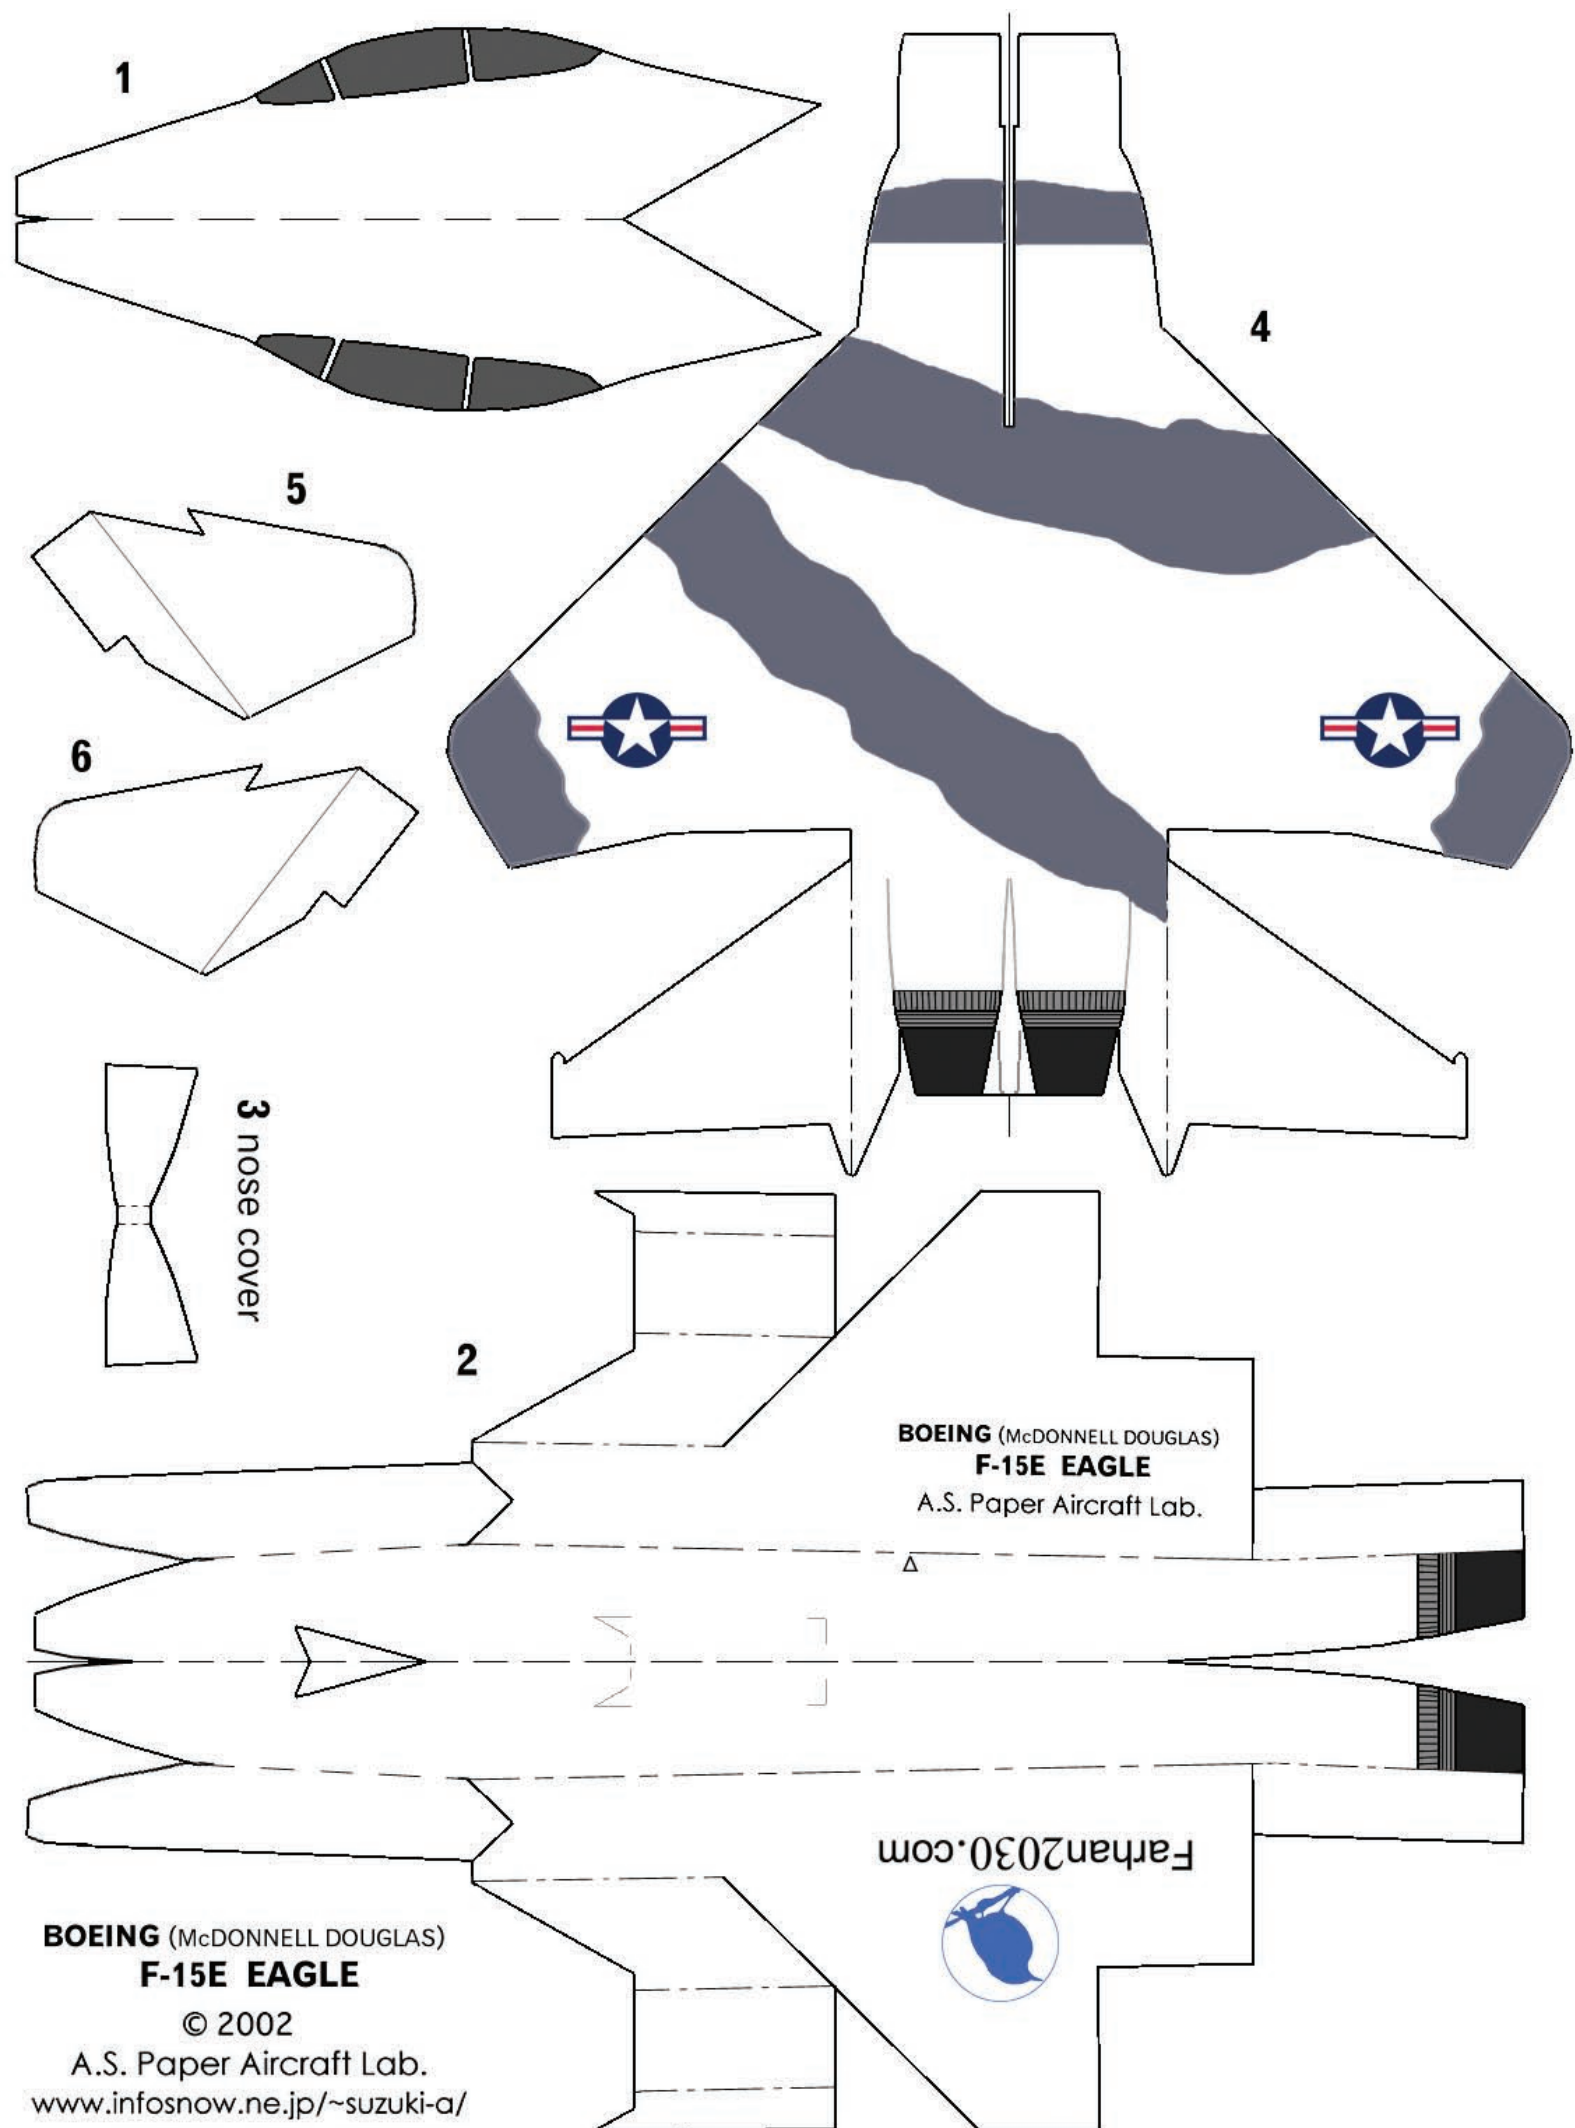 1
4
5
6
3 nose cover
2
BOEING (McDONNELL DOUGLAS)
F-15E EAGLE
A.S. Paper Aircraft Lab.
Farhan2030.com
BOEING (McDONNELL DOUGLAS)
F-15E EAGLE
© 2002
A.S. Paper Aircraft Lab.
www.infosnow.ne.jp/~suzuki-a/